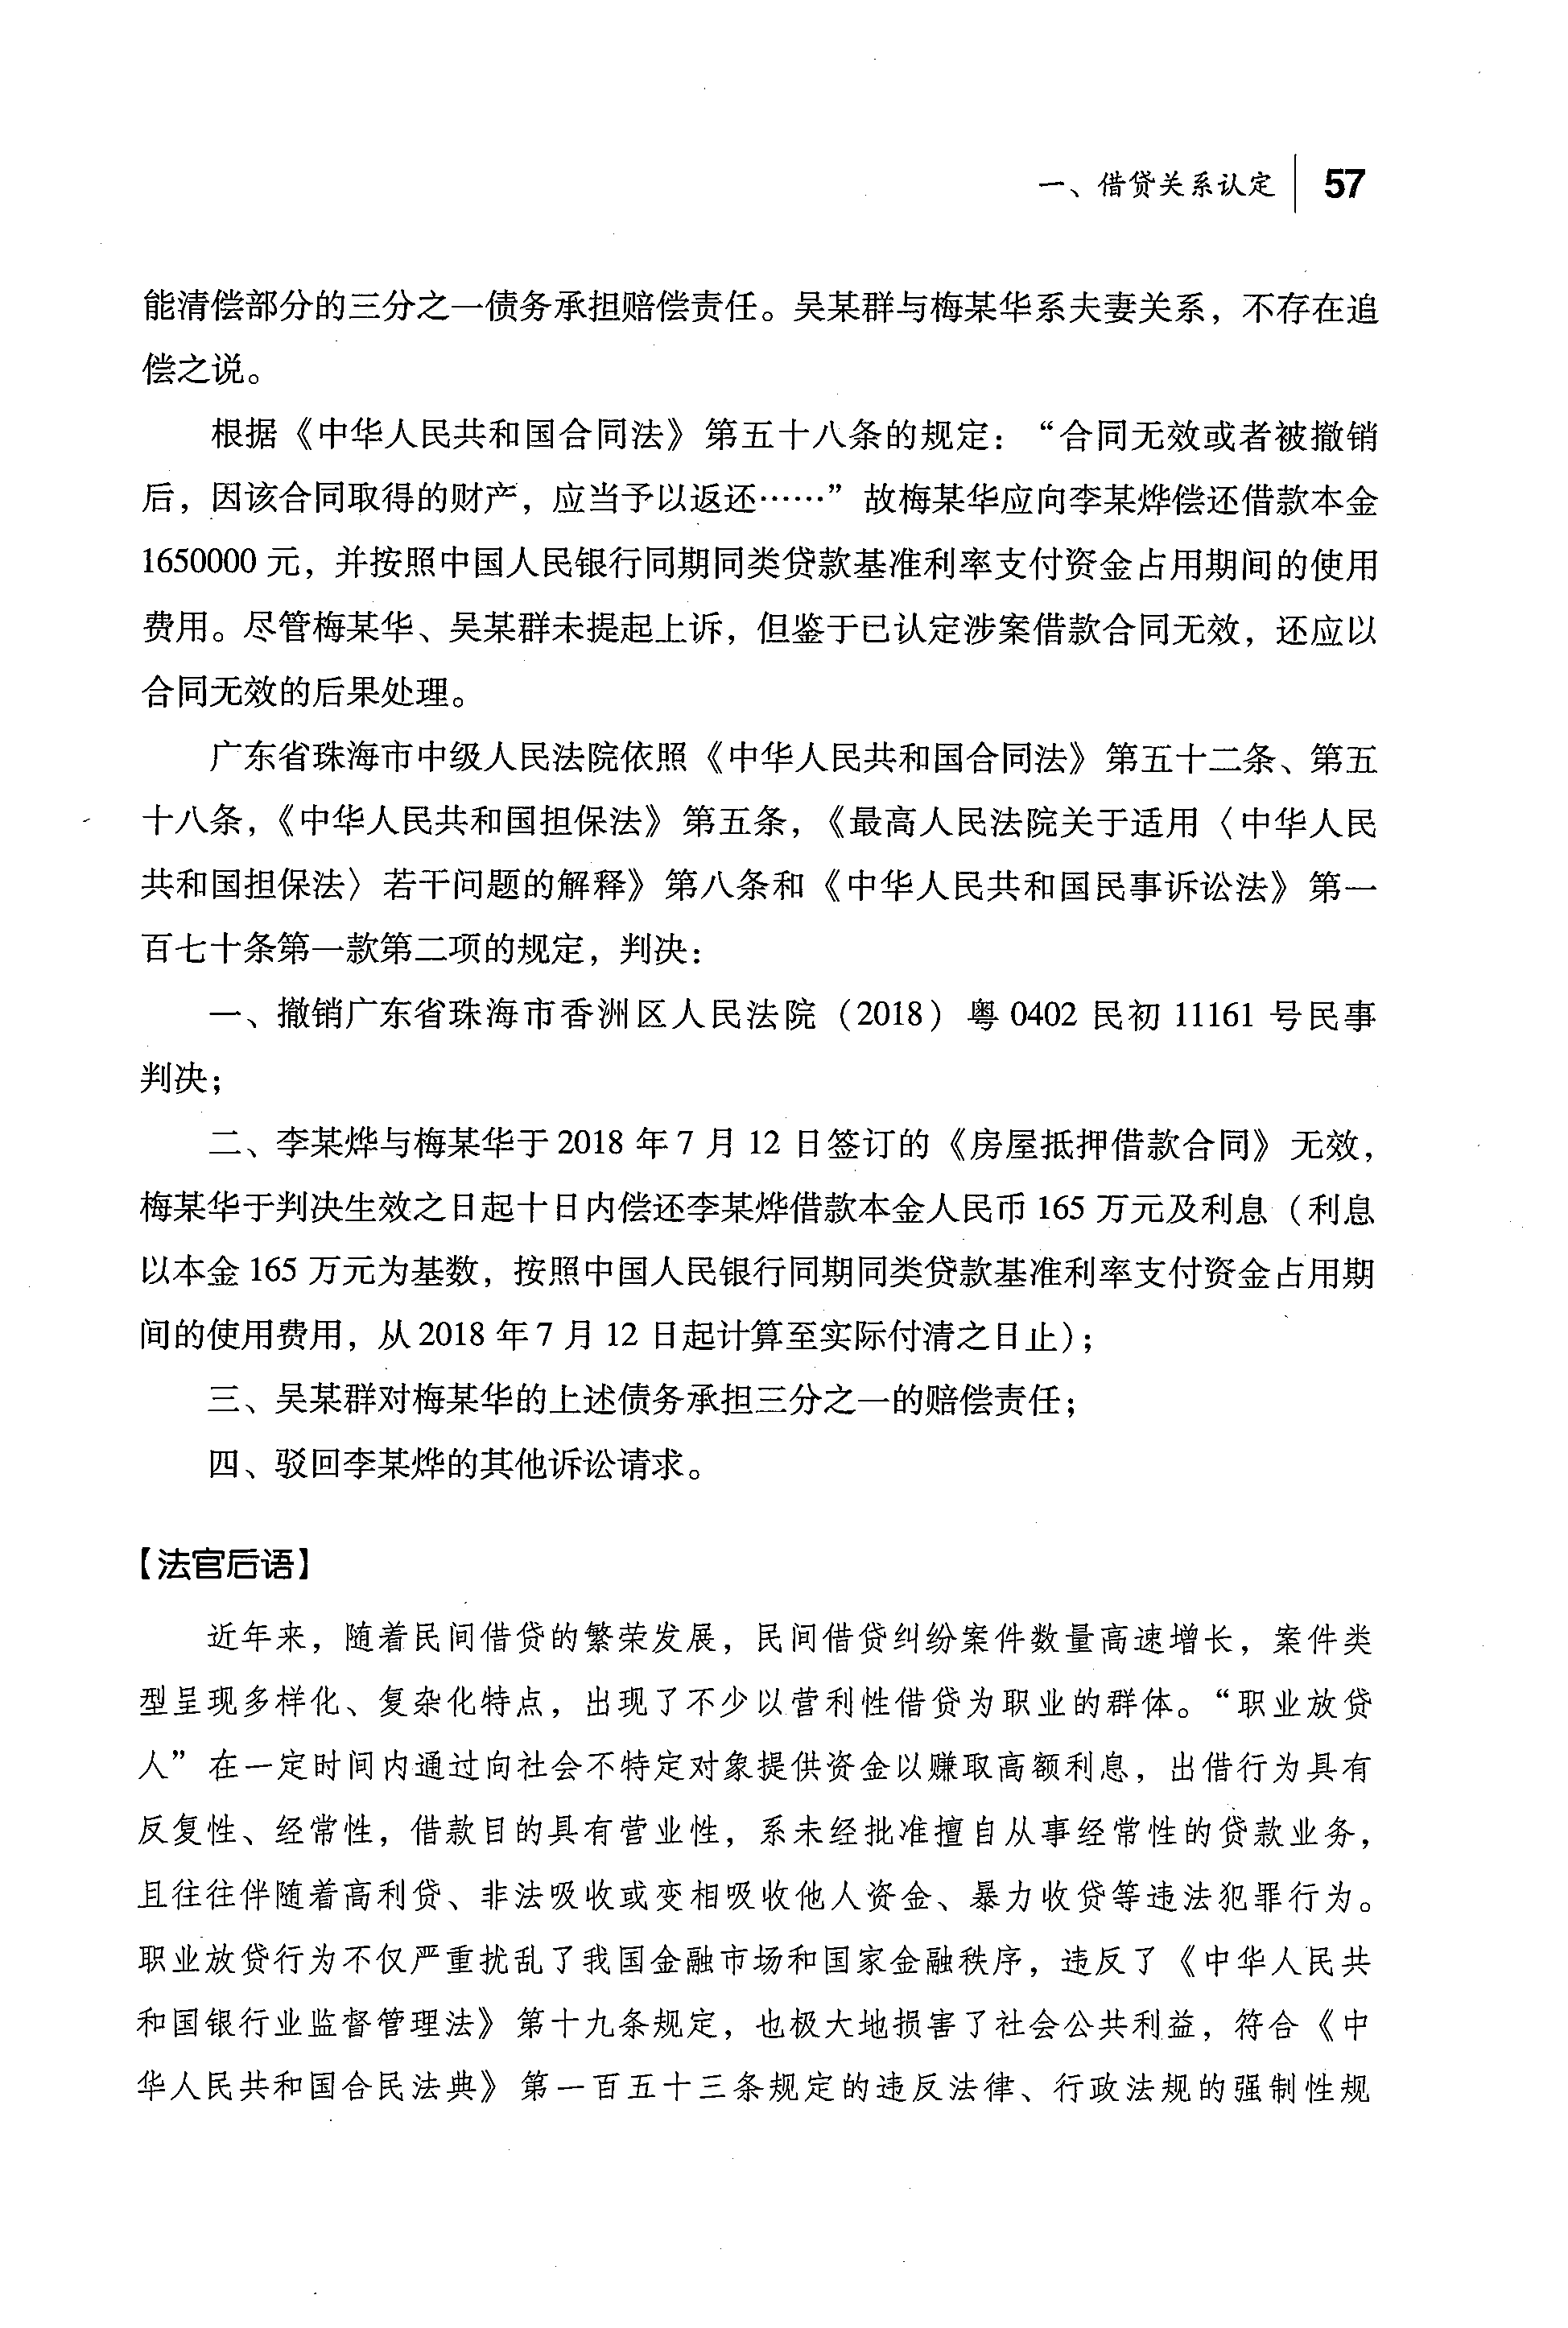 一、借贷关系认定 57
能清偿部分的三分之一债务承担赔偿责任。吴某群与梅某华系夫妻关系，不存在追
偿之说。
根据《中华人民共和国合同法》第五十八条的规定：“合同无效或者被撤销
后，因该合同取得的财产，应当予以返还……”故梅某华应向李某烨偿还借款本金
1650000 元，并按照中国人民银行同期同类贷款基准利率支付资金占用期间的使用
费用。尽管梅某华、吴某群未提起上诉，但鉴于已认定涉案借款合同无效，还应以
合同无效的后果处理。
广东省珠海市中级人民法院依照《中华人民共和国合同法》第五十二条、第五
十八条，《中华人民共和国担保法》第五条，《最高人民法院关于适用〈中华人民
共和国担保法〉若干问题的解释》第八条和《中华人民共和国民事诉讼法》第一
百七十条第一款第二项的规定，判决：
一、撤销广东省珠海市香洲区人民法院（2018）粤 0402 民初 11161 号民事
判决；
二、李某烨与梅某华于 2018 年 7 月 12 日签订的《房屋抵押借款合同》无效，
梅某华于判决生效之日起十日内偿还李某烨借款本金人民币 165 万元及利息（利息
以本金 165 万元为基数，按照中国人民银行同期同类贷款基准利率支付资金占用期
间的使用费用，从 2018 年 7 月 12 日起计算至实际付清之日止）；
三、吴某群对梅某华的上述债务承担三分之一的赔偿责任；
四、驳回李某烨的其他诉讼请求。
【法官后语】
近年来，随着民间借贷的繁荣发展，民间借贷纠纷案件数量高速增长，案件类
型呈现多样化、复杂化特点，出现了不少以营利性借贷为职业的群体。“职业放贷
人”在一定时间内通过向社会不特定对象提供资金以赚取高额利息，出借行为具有
反复性、经常性，借款目的具有营业性，系未经批准擅自从事经常性的贷款业务，
且往往伴随着高利贷、非法吸收或变相吸收他人资金、暴力收贷等违法犯罪行为。
职业放贷行为不仅严重扰乱了我国金融市场和国家金融秩序，违反了《中华人民共
和国银行业监督管理法》第十九条规定，也极大地损害了社会公共利益，符合《中
华人民共和国合民法典》第一百五十三条规定的违反法律、行政法规的强制性规